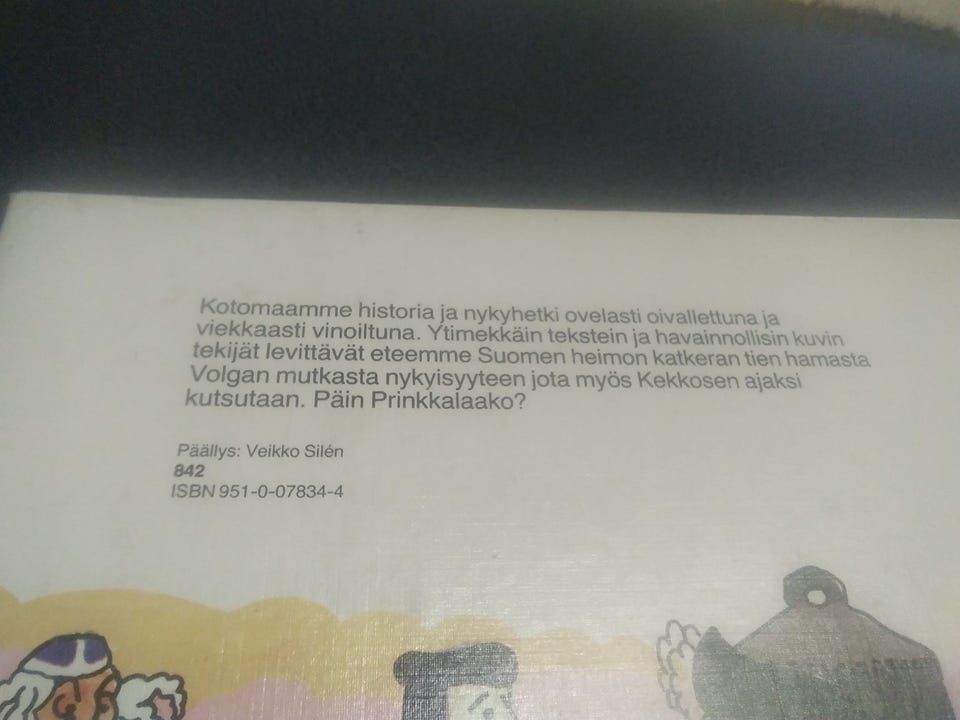 Kotomaamme historia ja nykyhetki ovelasti oivallettuna ja
viekkaasti vinoiltuna. Ytimekkäin tekstein ja havainnollisin kuvin
tekijät levittävät eteemme Suomen heimon katkeran tien hamasta
Volgan mutkasta nykyisyyteen jota myös Kekkosen ajaksi
kutsutaan. Päin Prinkkalaako?
Päällys: Veikko Silén
842
ISBN 951-0-07834-4